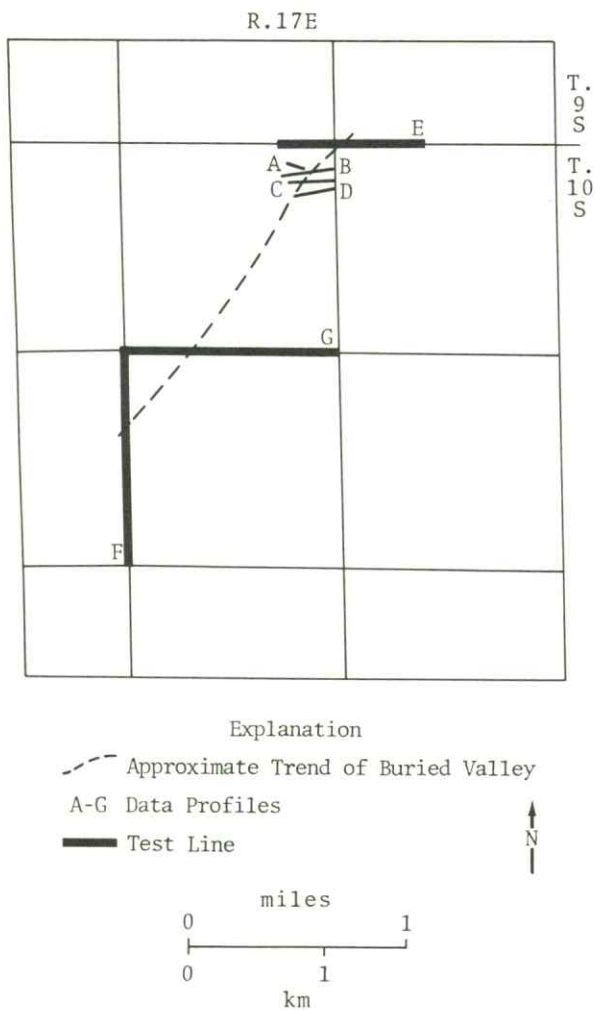 R.17E
T.
9
S
E
T.
10
S
A
B
C
D
G
F
Explanation
Approximate Trend of Buried Valley
A-G Data Profiles
Test Line
N
miles
0 1
0 1
km